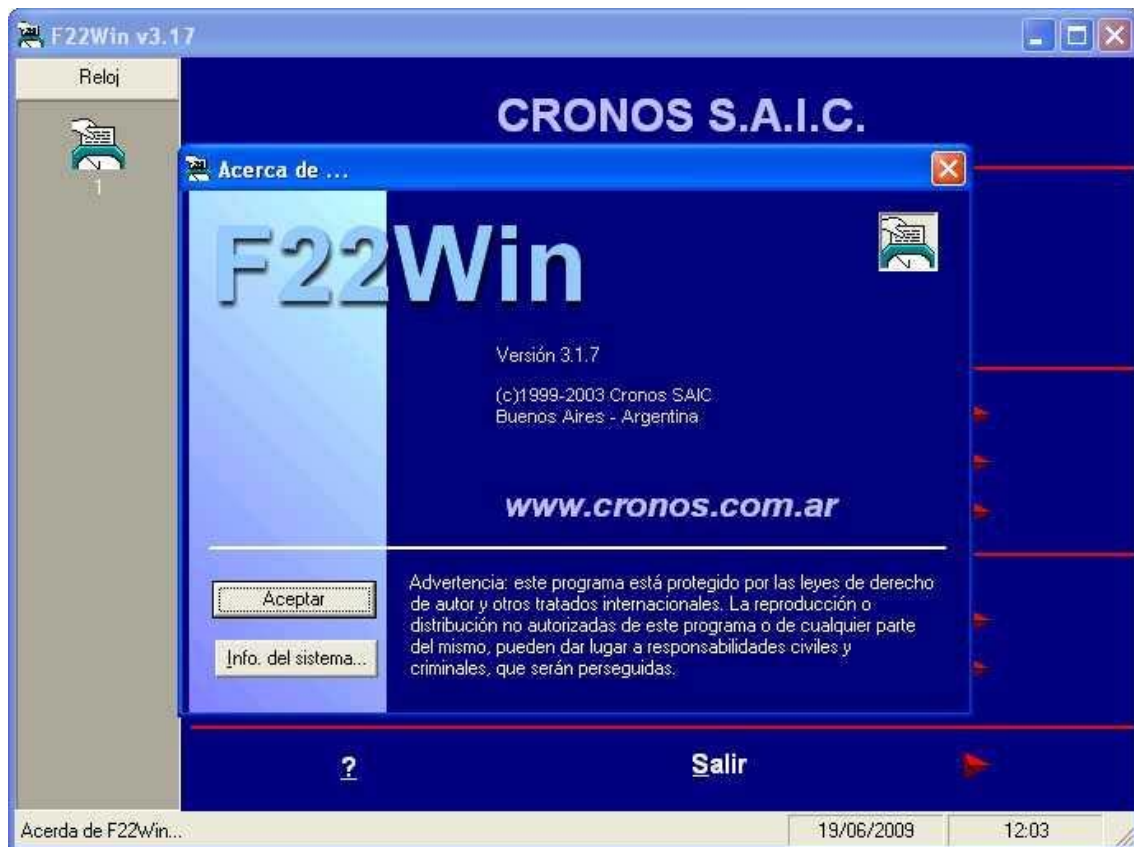 F22Win v3.17
Reloj
1
CRONOS S.A.I.C.
Acerca de ...
F22Win
Versión 3.1.7
(c)1999-2003 Cronos SAIC
Buenos Aires - Argentina
www.cronos.com.ar
Aceptar
Info. del sistema...
Advertencia: este programa está protegido por las leyes de derecho
de autor y otros tratados internacionales. La reproducción o
distribución no autorizadas de este programa o de cualquier parte
del mismo, pueden dar lugar a responsabilidades civiles y
criminales, que serán perseguidas.
?
Salir
Acerda de F22Win...
19/06/2009
12:03